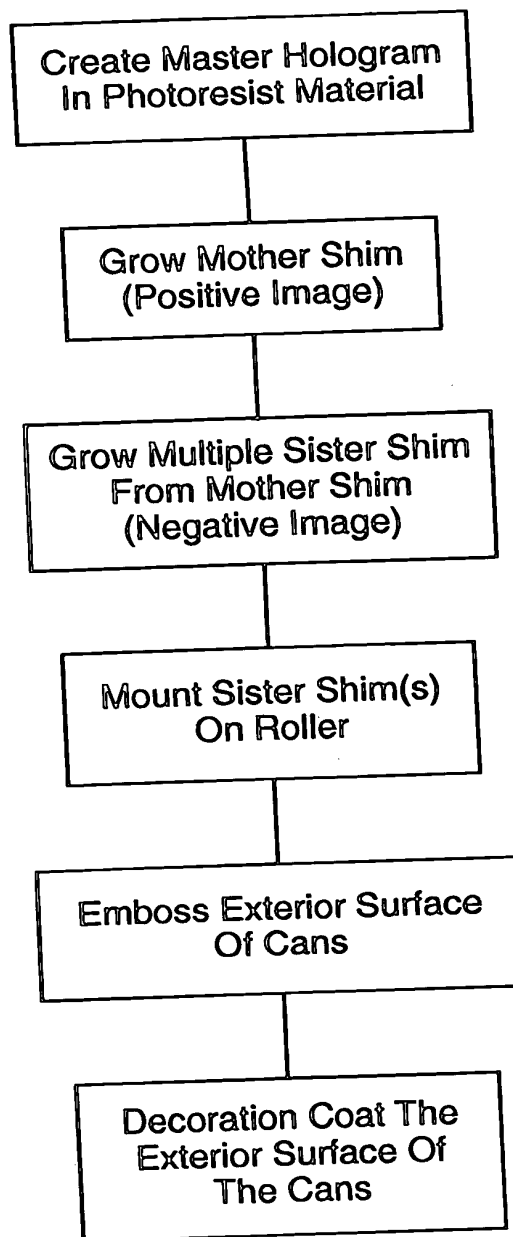 Create Master Hologram
In Photoresist Material
Grow Mother Shim
(Positive Image)
Grow Multiple Sister Shim
From Mother Shim
(Negative Image)
Mount Sister Shim(s)
On Roller
Emboss Exterior Surface
Of Cans
Decoration Coat The
Exterior Surface Of
The Cans